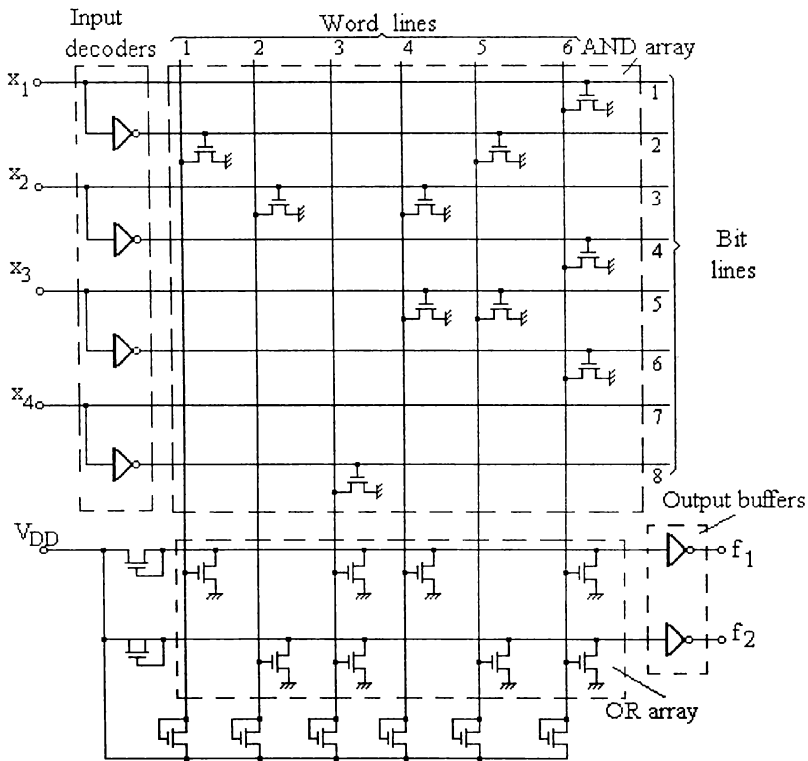 Input decoders
Word lines
1 2 3 4 5 6
AND array
x1
1
2
x2
3
4
x3
5
6
x4
7
8
Bit lines
Output buffers
VDD
f1
f2
OR array